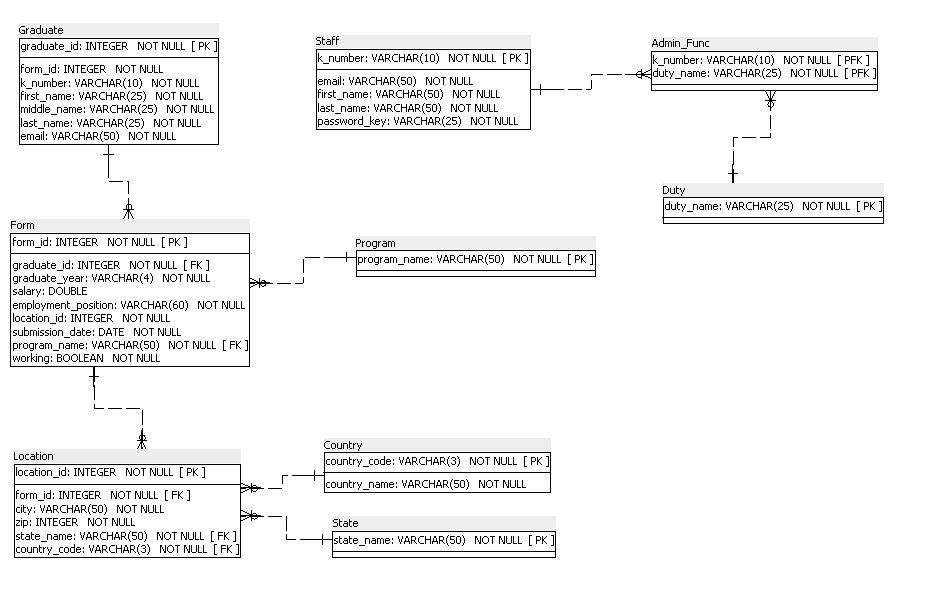 Graduate
graduate_id: INTEGER NOT NULL [ PK ]
form_id: INTEGER NOT NULL
k_number: VARCHAR(10) NOT NULL
first_name: VARCHAR(25) NOT NULL
middle_name: VARCHAR(25) NOT NULL
last_name: VARCHAR(25) NOT NULL
email: VARCHAR(50) NOT NULL
Staff
k_number: VARCHAR(10) NOT NULL [ PK ]
email: VARCHAR(50) NOT NULL
first_name: VARCHAR(50) NOT NULL
last_name: VARCHAR(50) NOT NULL
password_key: VARCHAR(25) NOT NULL
Admin_Func
k_number: VARCHAR(10) NOT NULL [ PFK ]
duty_name: VARCHAR(25) NOT NULL [ PFK ]
Duty
duty_name: VARCHAR(25) NOT NULL [ PK ]
Form
form_id: INTEGER NOT NULL [ PK ]
graduate_id: INTEGER NOT NULL [ FK ]
graduate_year: VARCHAR(4) NOT NULL
salary: DOUBLE
employment_position: VARCHAR(60) NOT NULL
location_id: INTEGER NOT NULL
submission_date: DATE NOT NULL
program_name: VARCHAR(50) NOT NULL [ FK ]
working: BOOLEAN NOT NULL
Program
program_name: VARCHAR(50) NOT NULL [ PK ]
Location
location_id: INTEGER NOT NULL [ PK ]
form_id: INTEGER NOT NULL [ FK ]
city: VARCHAR(50) NOT NULL
zip: INTEGER NOT NULL
state_name: VARCHAR(50) NOT NULL [ FK ]
country_code: VARCHAR(3) NOT NULL [ FK ]
Country
country_code: VARCHAR(3) NOT NULL [ PK ]
country_name: VARCHAR(50) NOT NULL
State
state_name: VARCHAR(50) NOT NULL [ PK ]